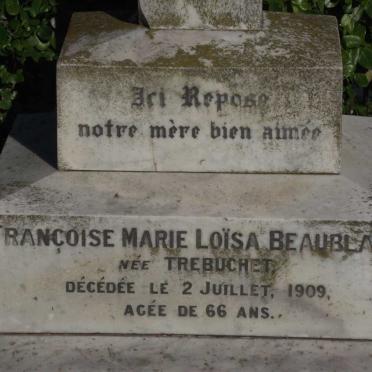 Ici Repose
notre mère bien aimée
FRANÇOISE MARIE LOÏSA
NÉE TREBUCHET
DÉCÉDÉE LE 2 JUILLET, 1909,
AGÉE DE 66 ANS.